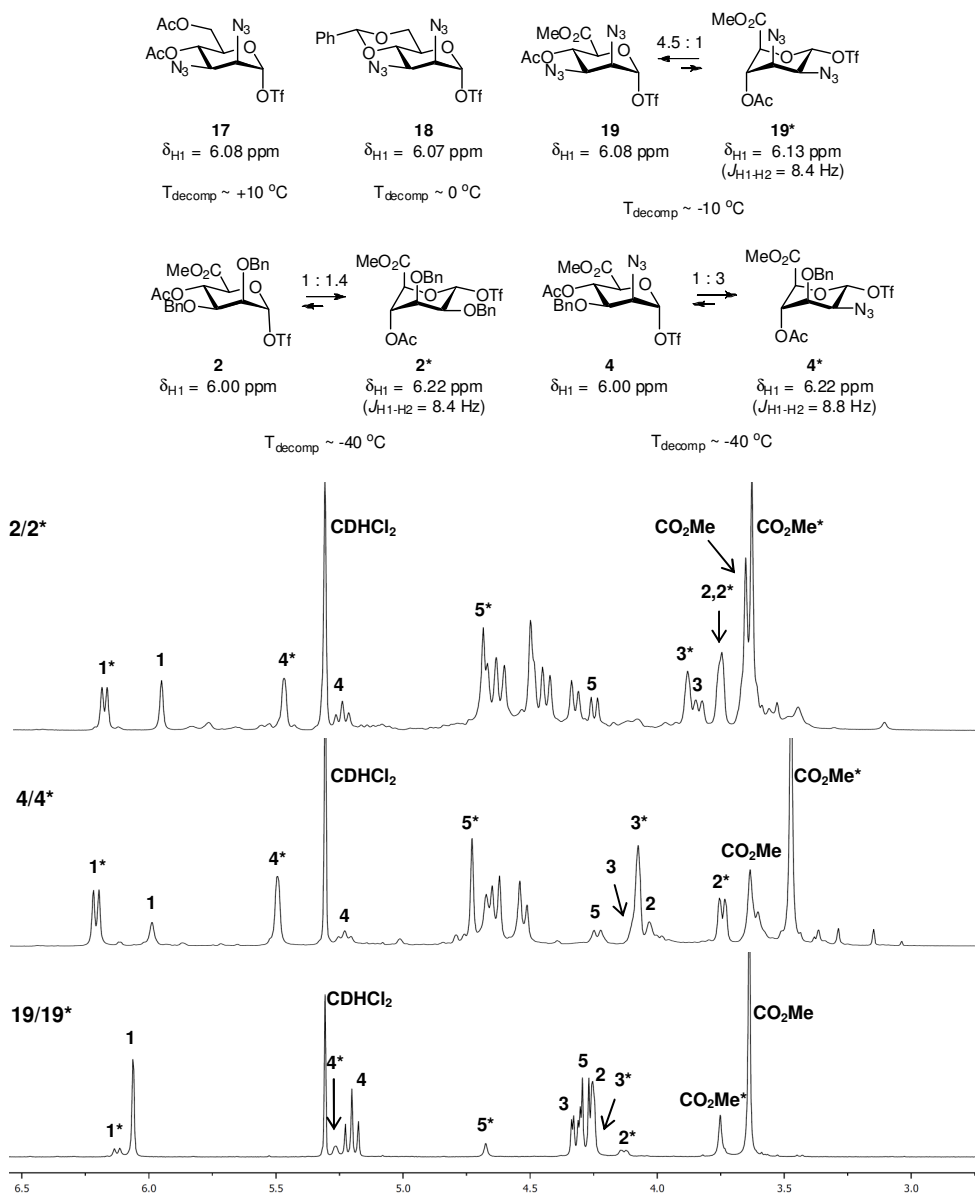 AcO N3
AcO
N3
O
OTf
17
δH1 = 6.08 ppm
Tdecomp ~ +10 °C
Ph O N3
O
N3
O
OTf
18
δH1 = 6.07 ppm
Tdecomp ~ 0 °C
MeO2C N3
AcO
N3
O
OTf
19
δH1 = 6.08 ppm
4.5 : 1
MeO2C
N3
O
OTf
N3
OAc
19*
δH1 = 6.13 ppm
(JH1-H2 = 8.4 Hz)
Tdecomp ~ -10 °C
MeO2C OBn
AcO
BnO
O
OTf
2
δH1 = 6.00 ppm
1 : 1.4
MeO2C
OBn
O
OTf
OBn
OAc
2*
δH1 = 6.22 ppm
(JH1-H2 = 8.4 Hz)
Tdecomp ~ -40 °C
MeO2C N3
AcO
BnO
O
OTf
4
δH1 = 6.00 ppm
1 : 3
MeO2C
OBn
O
OTf
N3
OAc
4*
δH1 = 6.22 ppm
(JH1-H2 = 8.8 Hz)
Tdecomp ~ -40 °C
2/2*
1*
1
4*
CDHCl2
4
5*
5
3*
3
2,2*
CO2Me
CO2Me*
4/4*
1*
1
4*
CDHCl2
4
5*
5
3
3*
2
2*
CO2Me
CO2Me*
19/19*
1*
1
CDHCl2
4*
4
5*
3
5
2
3*
2*
CO2Me*
CO2Me
6.5 6.0 5.5 5.0 4.5 4.0 3.5 3.0